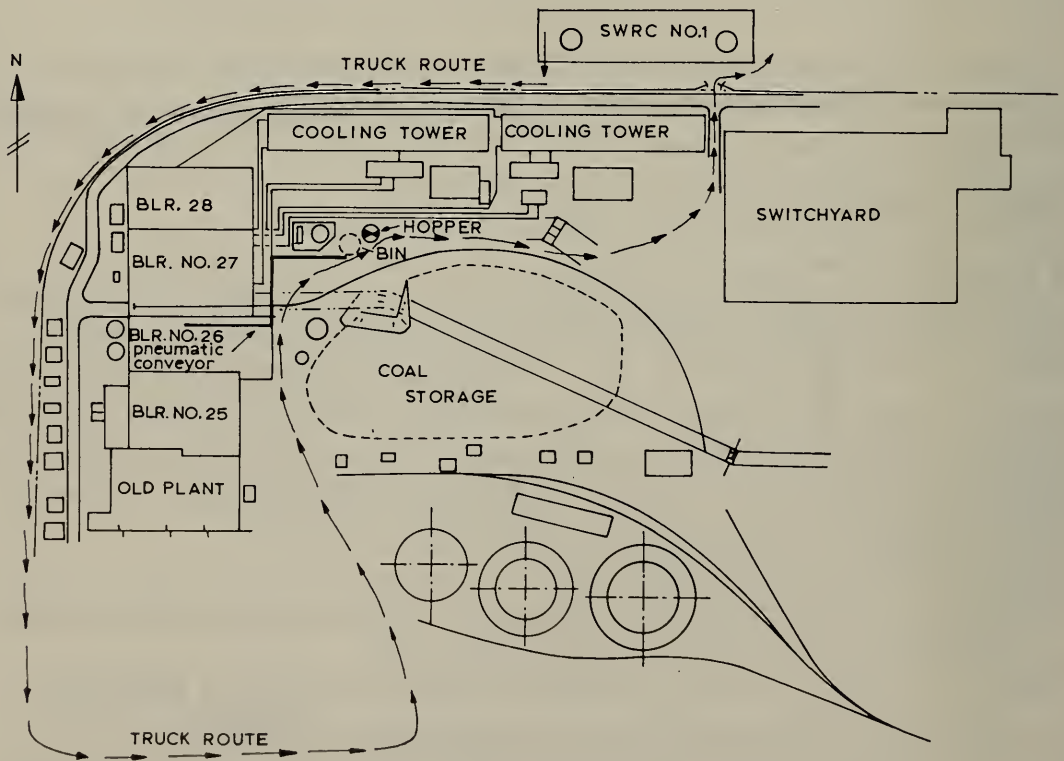 SWRC NO.1
N
TRUCK ROUTE
COOLING TOWER
COOLING TOWER
BLR. 28
SWITCHYARD
HOPPER
BIN
BLR. NO. 27
BLR. NO. 26
pneumatic
conveyor
COAL
STORAGE
BLR. NO. 25
OLD PLANT
TRUCK ROUTE